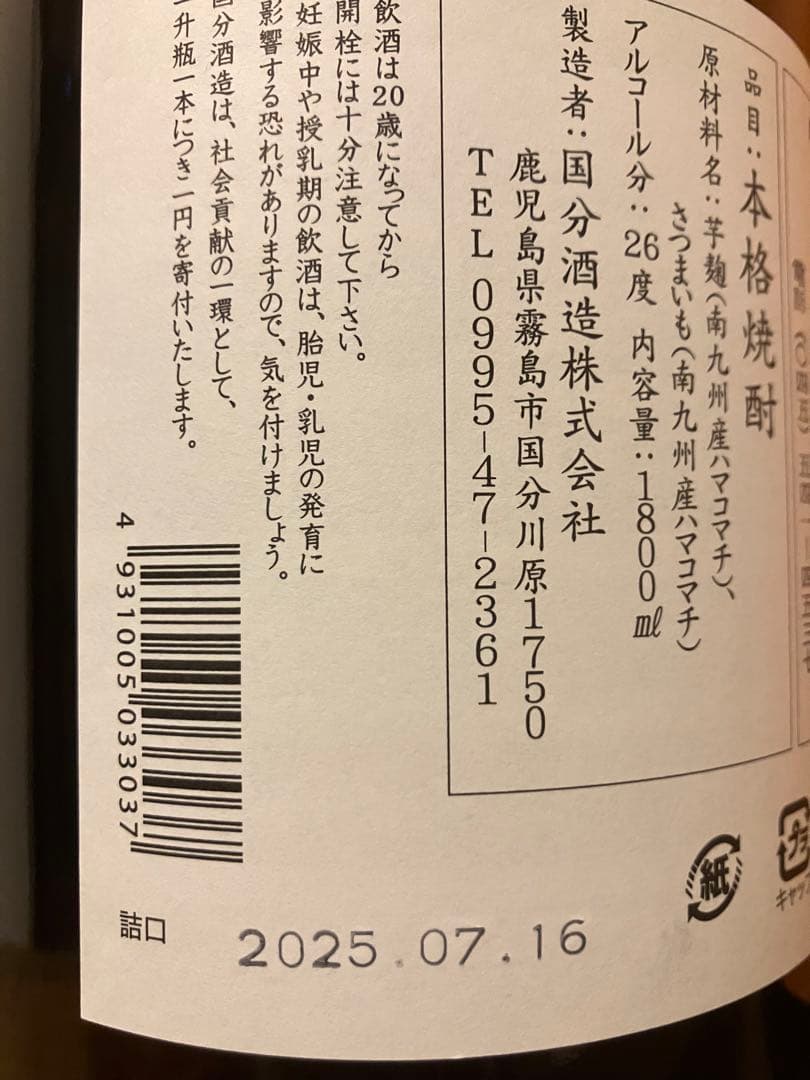 品目：本格焼酎
原材料名：芋麹（南九州産ハマコマチ）、
さつまいも（南九州産ハマコマチ）
アルコール分：26度 内容量：1800㎖
製造者：国分酒造株式会社
鹿児島県霧島市国分川原1750
TEL 0995-47-2361
飲酒は20歳になってから
開栓には十分注意して下さい。
妊娠中や授乳期の飲酒は、胎児・乳児の発育に
影響する恐れがありますので、気を付けましょう。
国分酒造は、社会貢献の一環として、
一升瓶一本につき一円を寄付いたします。
4 931005 033037
紙
プラ
キャップ
詰口
2025.07.16